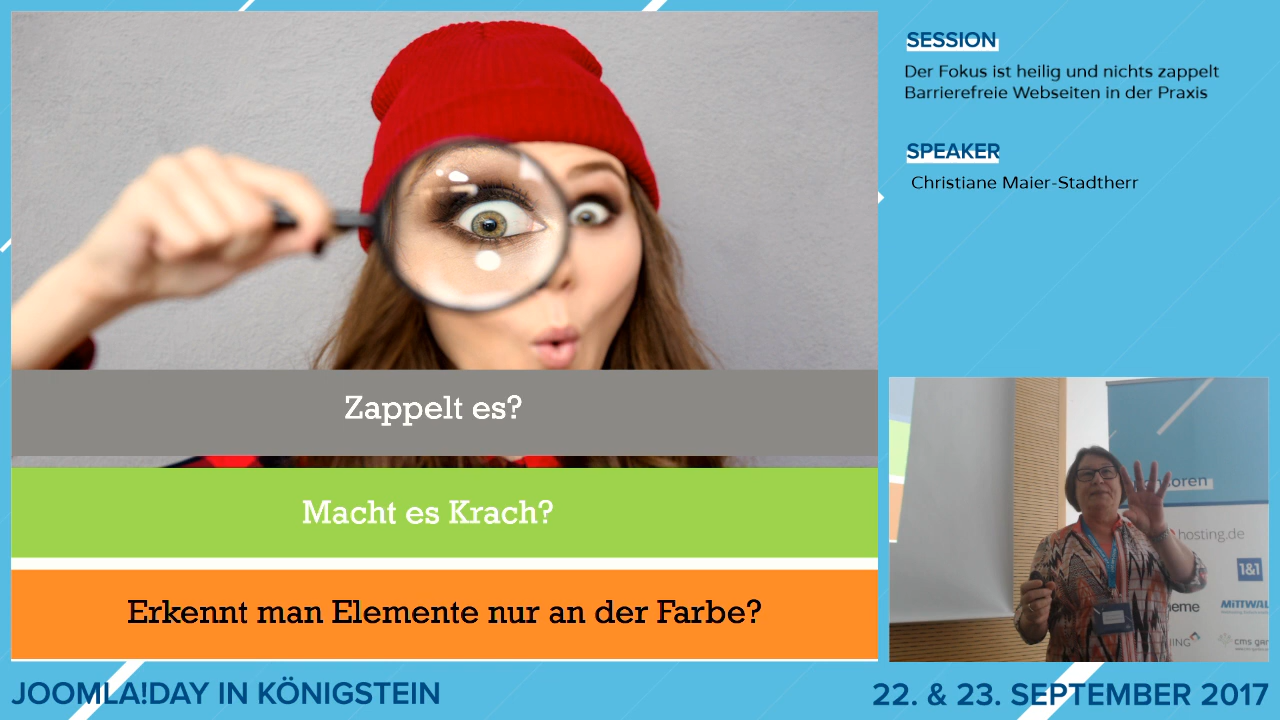 SESSION
Der Fokus ist heilig und nichts zappelt
Barrierefreie Webseiten in der Praxis
SPEAKER
Christiane Maier-Stadtherr
Zappelt es?
Macht es Krach?
Erkennt man Elemente nur an der Farbe?
hosting.de
1&1
JOOMLA!DAY IN KÖNIGSTEIN
22. & 23. SEPTEMBER 2017